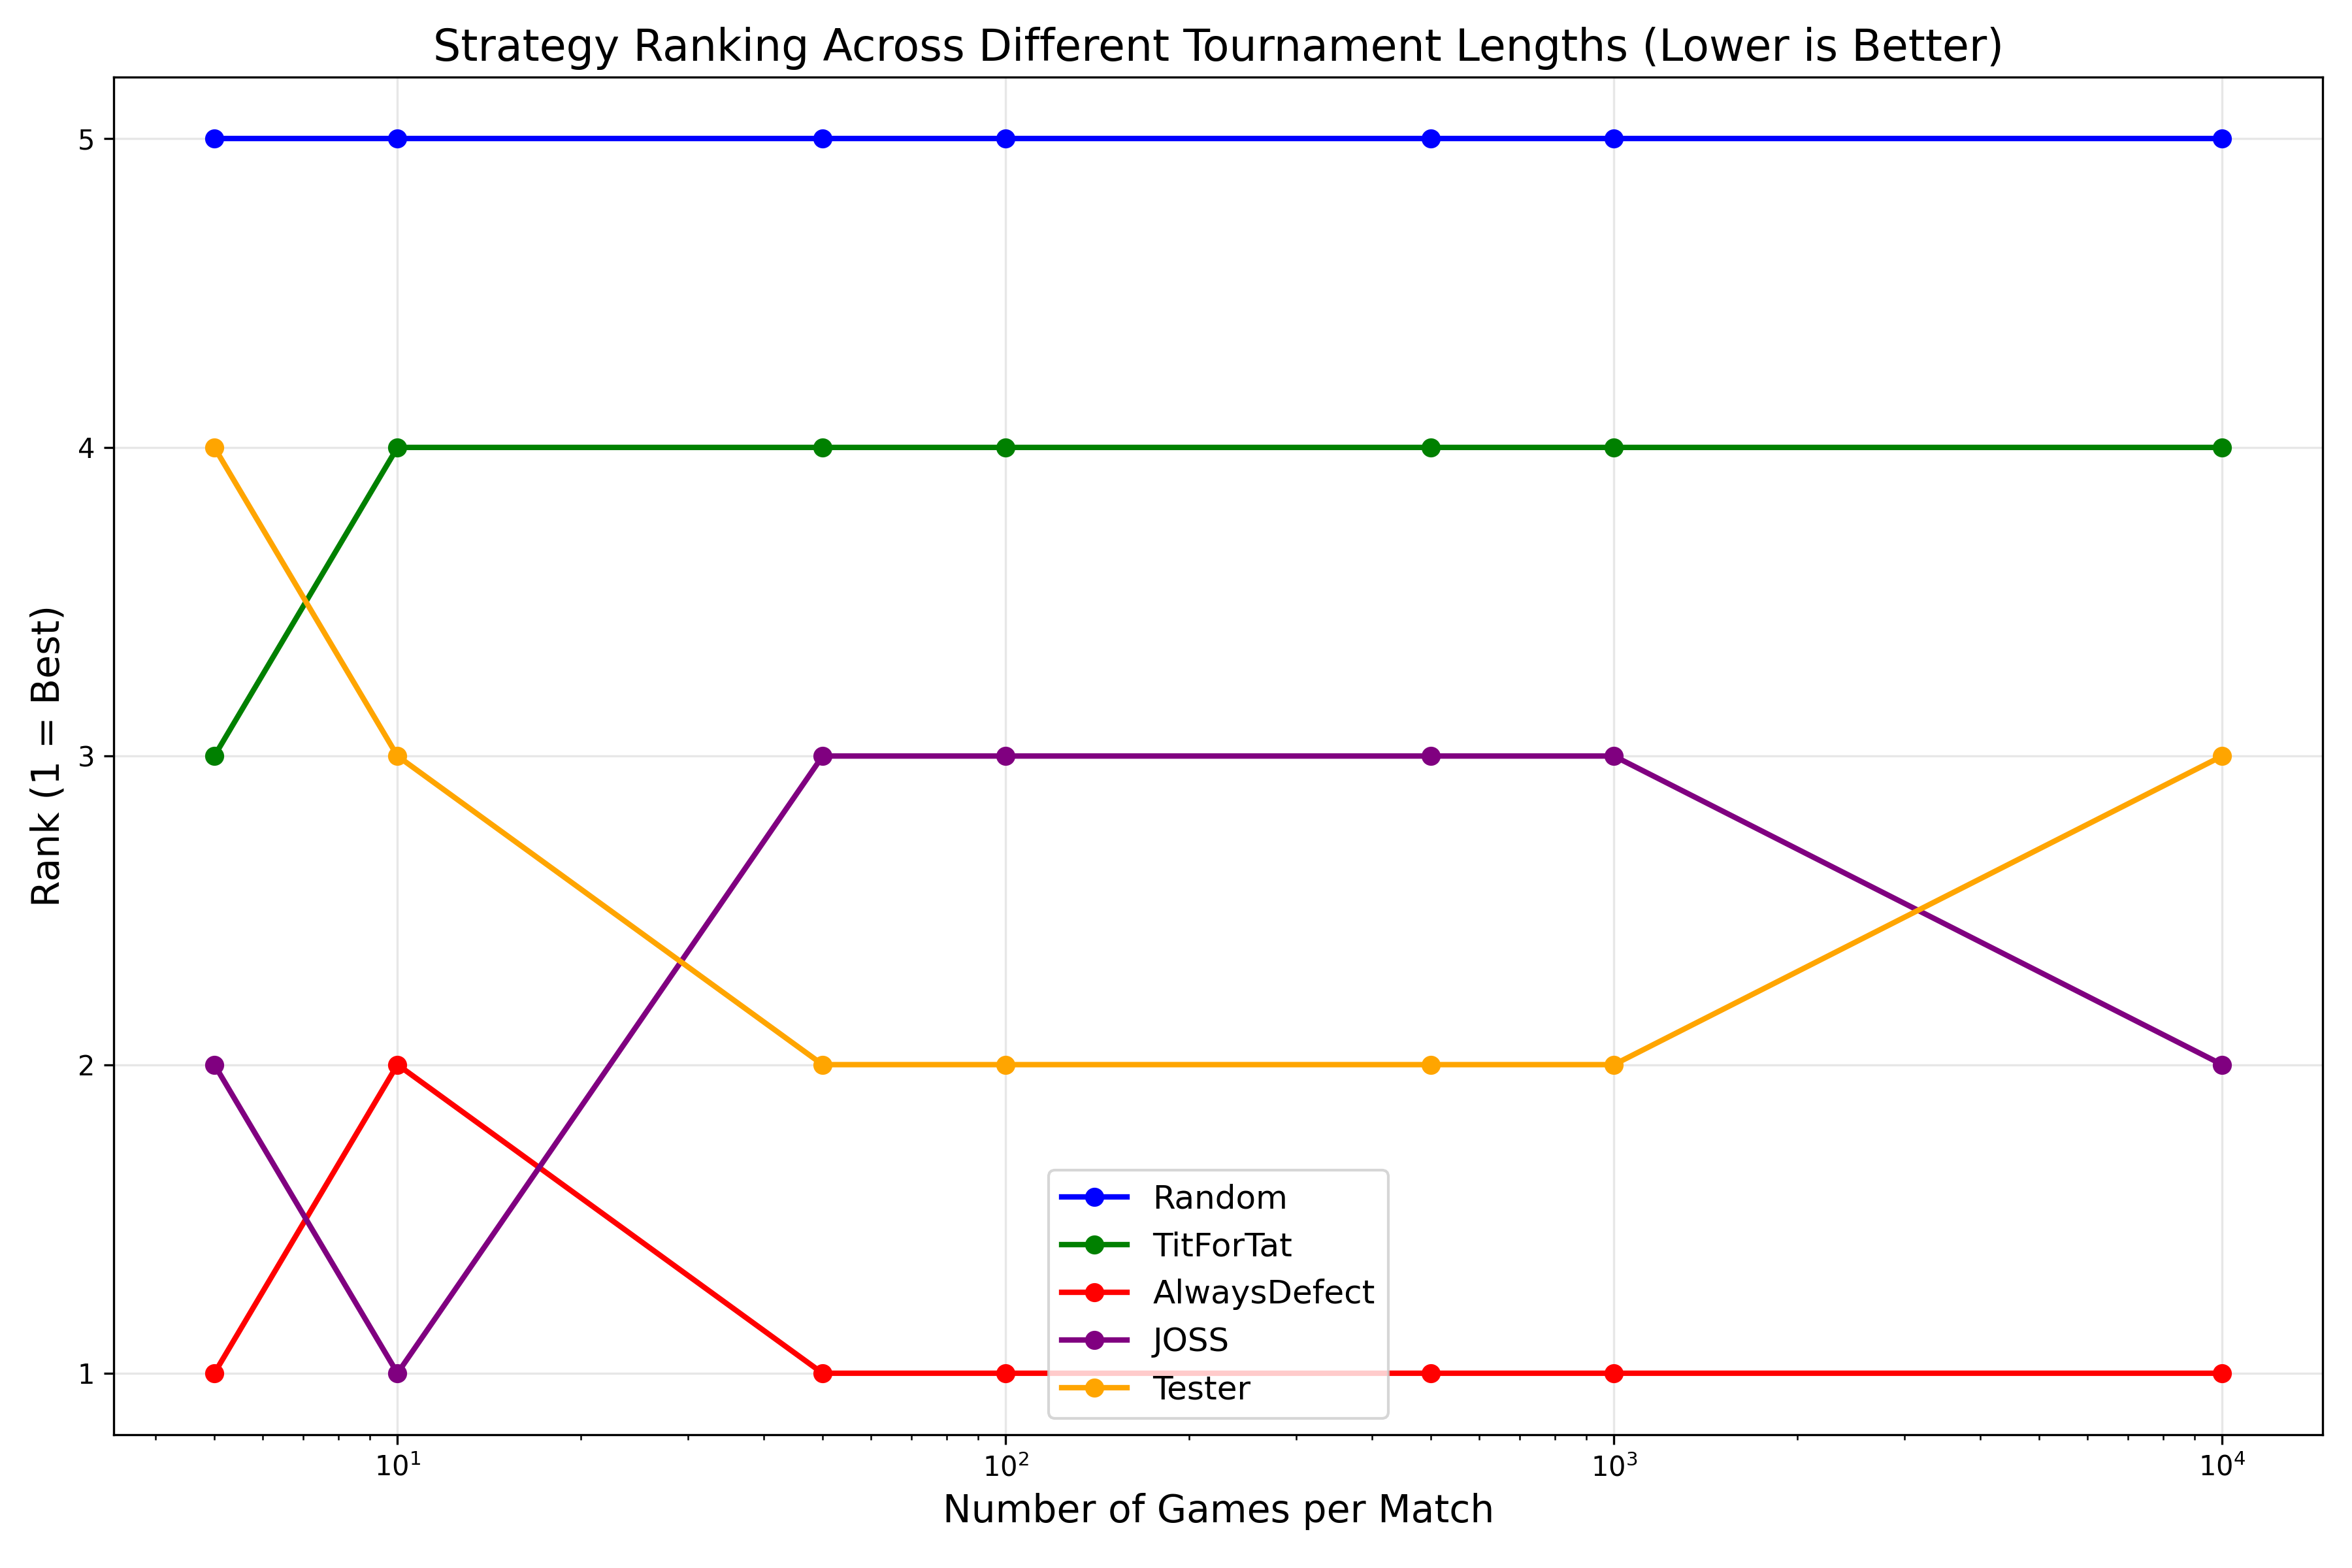 Strategy Ranking Across Different Tournament Lengths (Lower is Better)
Rank (1 = Best)
5
4
3
2
1
Random
TitForTat
AlwaysDefect
JOSS
Tester
10¹
10²
10³
10⁴
Number of Games per Match